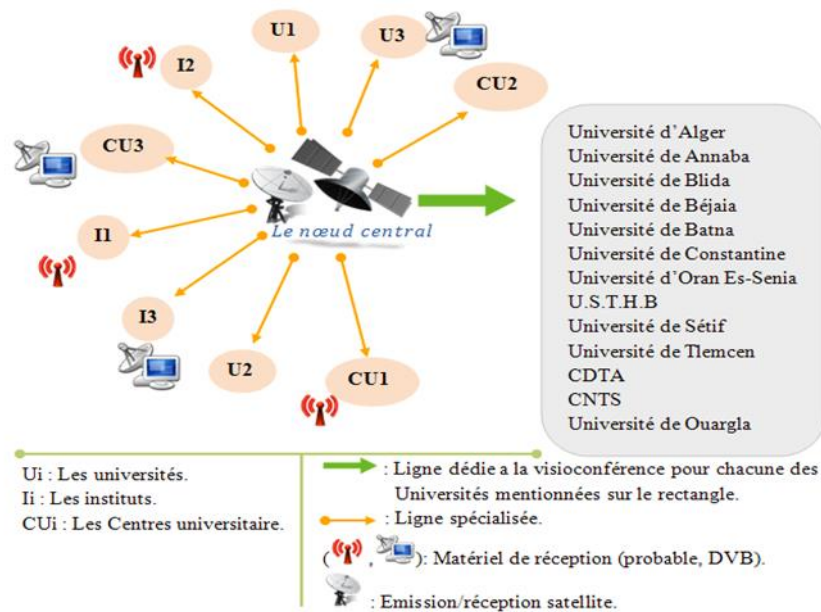 U1
U3
I2
CU2
CU3
I1
Le nœud central
I3
U2
CU1
Université d’Alger
Université de Annaba
Université de Blida
Université de Béjaia
Université de Batna
Université de Constantine
Université d’Oran Es-Senia
U.S.T.H.B
Université de Sétif
Université de Tlemcen
CDTA
CNTS
Université de Ouargla
Ui : Les universités.
Ii : Les instituts.
CUi : Les Centres universitaire.
: Ligne dédie a la visioconférence pour chacune des
Universités mentionnées sur le rectangle.
: Ligne spécialisée.
( , ): Matériel de réception (probable, DVB).
: Emission/réception satellite.